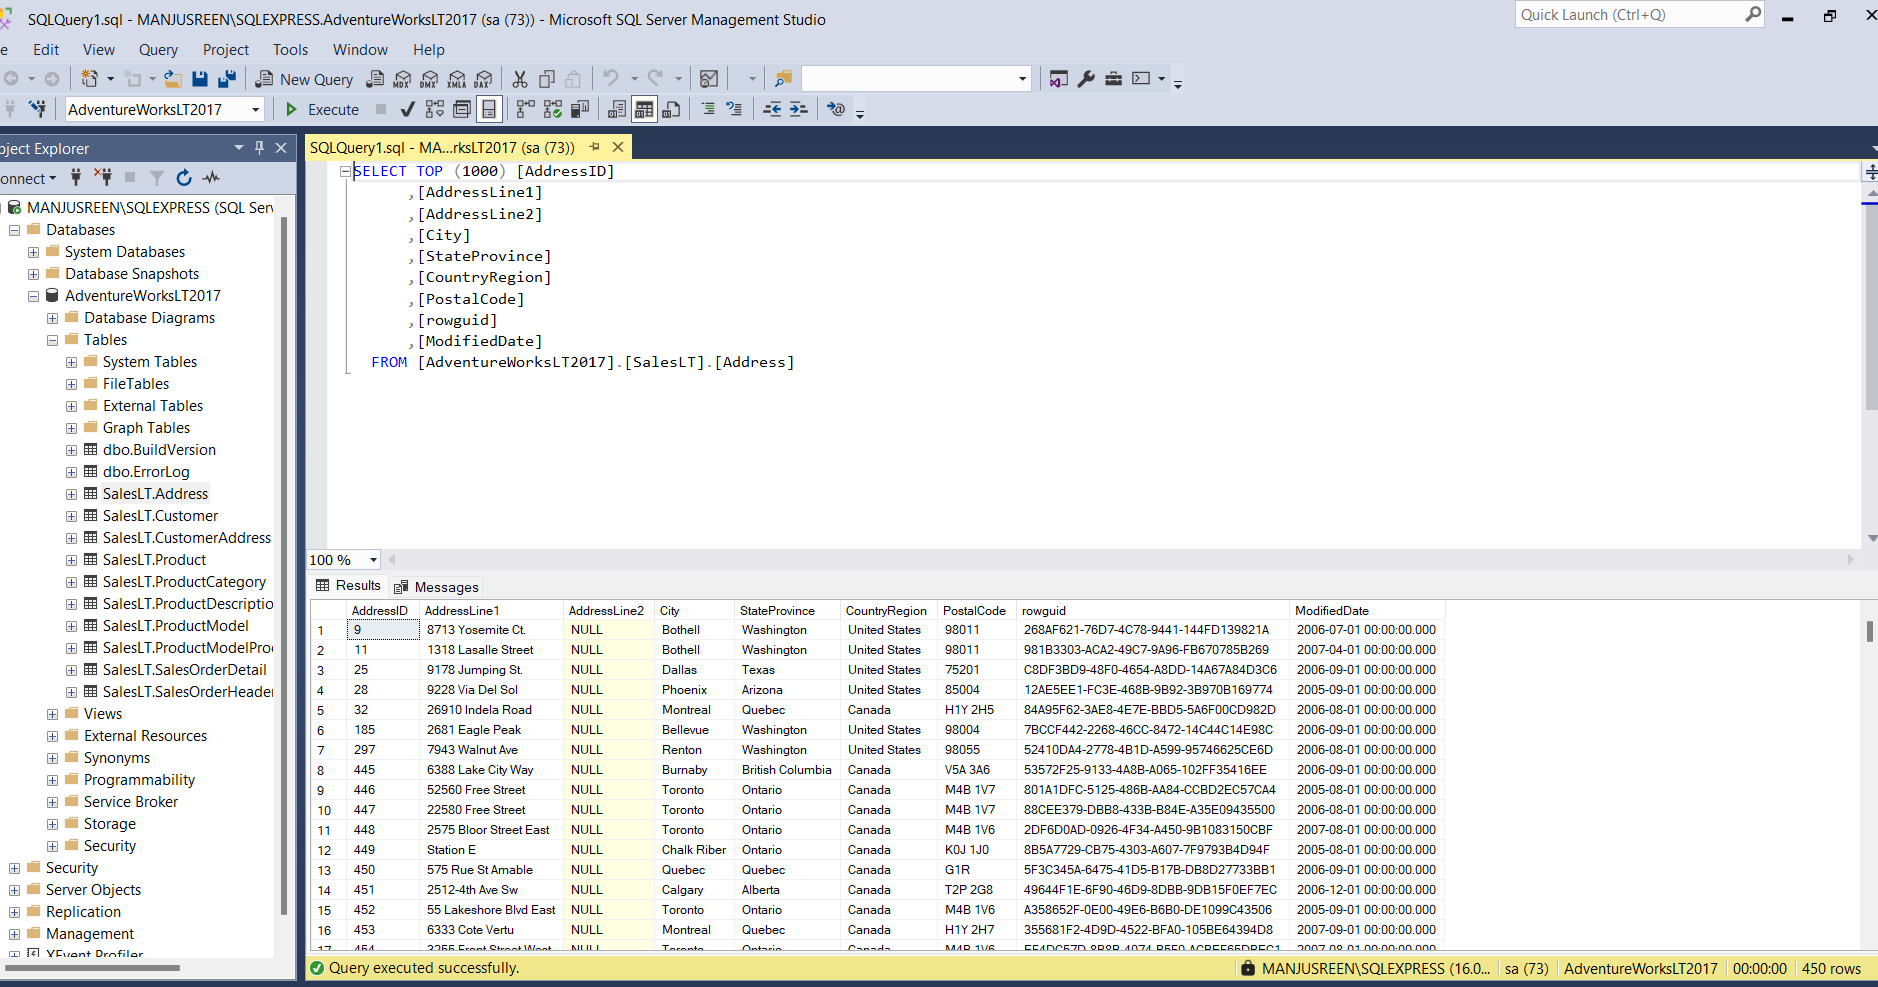 SQLQuery1.sql - MANJUSREEN\SQLEXPRESS.AdventureWorksLT2017 (sa (73)) - Microsoft SQL Server Management Studio
Quick Launch (Ctrl+Q)
e Edit View Query Project Tools Window Help
New Query MDX DMX XMLA DAX
AdventureWorksLT2017 Execute
oject Explorer
onnect
MANJUSREEN\SQLEXPRESS (SQL Serv
Databases
System Databases
Database Snapshots
AdventureWorksLT2017
Database Diagrams
Tables
System Tables
FileTables
External Tables
Graph Tables
dbo.BuildVersion
dbo.ErrorLog
SalesLT.Address
SalesLT.Customer
SalesLT.CustomerAddress
SalesLT.Product
SalesLT.ProductCategory
SalesLT.ProductDescriptio
SalesLT.ProductModel
SalesLT.ProductModelProd
SalesLT.SalesOrderDetail
SalesLT.SalesOrderHeader
Views
External Resources
Synonyms
Programmability
Service Broker
Storage
Security
Security
Server Objects
Replication
Management
XEvent Profiler
SQLQuery1.sql - MA...rksLT2017 (sa (73))
SELECT TOP (1000) [AddressID]
,[AddressLine1]
,[AddressLine2]
,[City]
,[StateProvince]
,[CountryRegion]
,[PostalCode]
,[rowguid]
,[ModifiedDate]
FROM [AdventureWorksLT2017].[SalesLT].[Address]
100 %
Results Messages
AddressID AddressLine1 AddressLine2 City StateProvince CountryRegion PostalCode rowguid ModifiedDate
1 9 8713 Yosemite Ct. NULL Bothell Washington United States 98011 268AF621-76D7-4C78-9441-144FD139821A 2006-07-01 00:00:00.000
2 11 1318 Lasalle Street NULL Bothell Washington United States 98011 981B3303-ACA2-49C7-9A96-FB670785B269 2007-04-01 00:00:00.000
3 25 9178 Jumping St. NULL Dallas Texas United States 75201 C8DF3BD9-48F0-4654-A8DD-14A67A84D3C6 2006-09-01 00:00:00.000
4 28 9228 Via Del Sol NULL Phoenix Arizona United States 85004 12AE5EE1-FC3E-468B-9B92-3B970B169774 2005-09-01 00:00:00.000
5 32 26910 Indela Road NULL Montreal Quebec Canada H1Y 2H5 84A95F62-3AE8-4E7E-BBD5-5A6F00CD982D 2006-08-01 00:00:00.000
6 185 2681 Eagle Peak NULL Bellevue Washington United States 98004 7BCCF442-2268-46CC-8472-14C44C14E98C 2006-09-01 00:00:00.000
7 297 7943 Walnut Ave NULL Renton Washington United States 98055 52410DA4-2778-4B1D-A599-95746625CE6D 2006-08-01 00:00:00.000
8 445 6388 Lake City Way NULL Burnaby British Columbia Canada V5A 3A6 53572F25-9133-4A8B-A065-102FF35416EE 2006-09-01 00:00:00.000
9 446 52560 Free Street NULL Toronto Ontario Canada M4B 1V7 801A1DFC-5125-486B-AA84-CCBD2EC57CA4 2005-08-01 00:00:00.000
10 447 22580 Free Street NULL Toronto Ontario Canada M4B 1V7 88CEE379-DBB8-433B-B84E-A35E09435500 2006-08-01 00:00:00.000
11 448 2575 Bloor Street East NULL Toronto Ontario Canada M4B 1V6 2DF6D0AD-0926-4F34-A450-9B1083150CBF 2007-08-01 00:00:00.000
12 449 Station E NULL Chalk Riber Ontario Canada K0J 1J0 8B5A7729-CB75-4303-A607-7F9793B4D94F 2005-08-01 00:00:00.000
13 450 575 Rue St Amable NULL Quebec Quebec Canada G1R 5F3C345A-6475-41D5-B17B-DB8D27733BB1 2006-09-01 00:00:00.000
14 451 2512-4th Ave Sw NULL Calgary Alberta Canada T2P 2G8 49644F1E-6F90-46D9-8DBB-9DB15F0EF7EC 2006-12-01 00:00:00.000
15 452 55 Lakeshore Blvd East NULL Toronto Ontario Canada M4B 1V6 A358652F-0E00-49E6-B6B0-DE1099C43506 2005-09-01 00:00:00.000
16 453 6333 Cote Vertu NULL Montreal Quebec Canada H1Y 2H7 355681F2-4D9D-4522-BFA0-105BE64394D8 2007-09-01 00:00:00.000
17 454 3255 Front Street West NULL Toronto Ontario Canada M4B 1V6 2007-08-01 00:00:00.000
Query executed successfully. MANJUSREEN\SQLEXPRESS (16.0... sa (73) AdventureWorksLT2017 00:00:00 450 rows